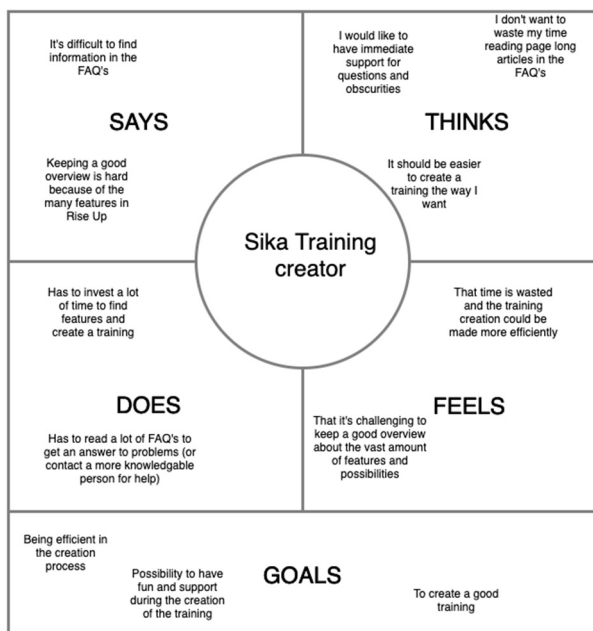 It's difficult to find
information in the
FAQ's
SAYS
Keeping a good
overview is hard
because of the
many features in
Rise Up
I would like to
have immediate
support for
questions and
obscurities
I don't want to
waste my time
reading page long
articles in the
FAQ's
THINKS
It should be easier
to create a
training the way I
want
Sika Training
creator
Has to invest a lot
of time to find
features and
create a training
DOES
Has to read a lot of FAQ's to
get an answer to problems (or
contact a more knowledgable
person for help)
That time is wasted
and the training
creation could be
made more efficiently
FEELS
That it's challenging to
keep a good overview
about the vast amount
of features and
possibilities
Being efficient in
the creation
process
Possibility to have
fun and support
during the creation
of the training
GOALS
To create a good
training